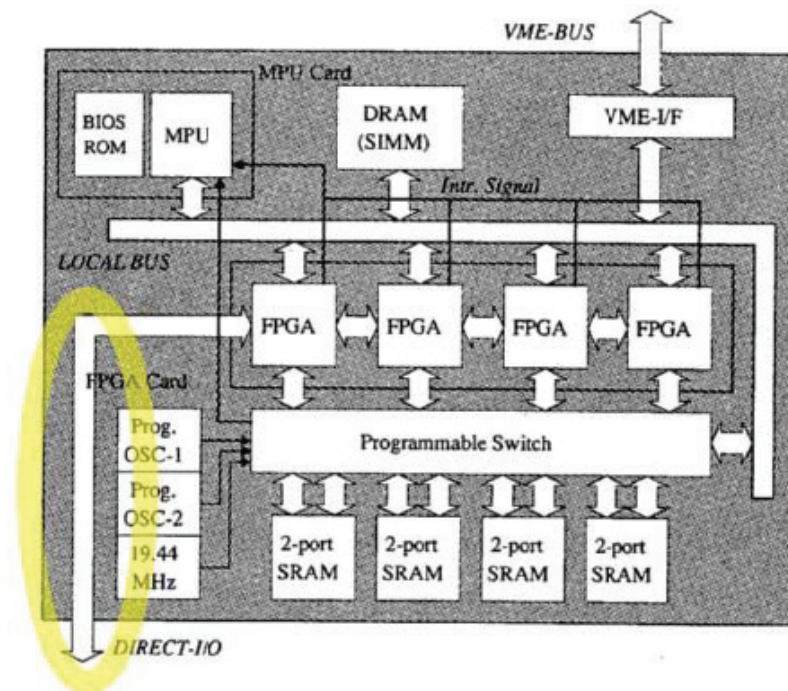 VME-BUS
MPU Card
BIOS
ROM
MPU
DRAM
(SIMM)
VME-I/F
Intr. Signal
LOCAL BUS
FPGA
FPGA
FPGA
FPGA
FPGA Card
Prog.
OSC-1
Prog.
OSC-2
19.44
MHz
Programmable Switch
2-port
SRAM
2-port
SRAM
2-port
SRAM
2-port
SRAM
DIRECT-I/O